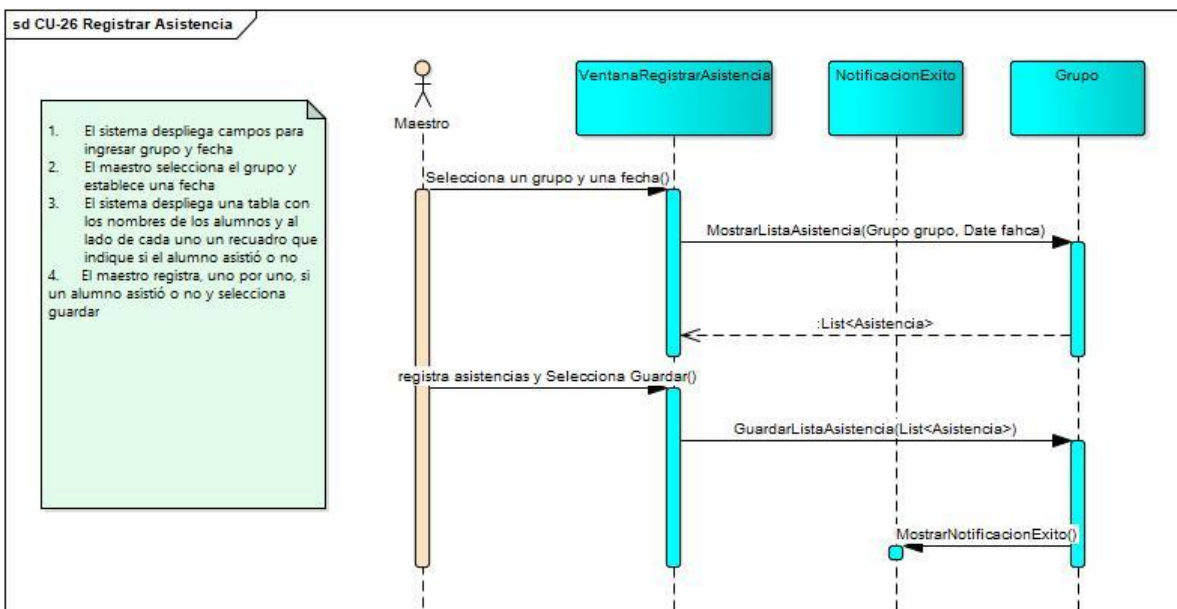 sd CU-26 Registrar Asistencia
1. El sistema despliega campos para
ingresar grupo y fecha
2. El maestro selecciona el grupo y
establece una fecha
3. El sistema despliega una tabla con
los nombres de los alumnos y al
lado de cada uno un recuadro que
indique si el alumno asistió o no
4. El maestro registra, uno por uno, si
un alumno asistió o no y selecciona
guardar
Maestro
VentanaRegistrarAsistencia
NotificacionExito
Grupo
Selecciona un grupo y una fecha()
MostrarListaAsistencia(Grupo grupo, Date fahca)
:List<Asistencia>
registra asistencias y Selecciona Guardar()
GuardarListaAsistencia(List<Asistencia>)
MostrarNotificacionExito()